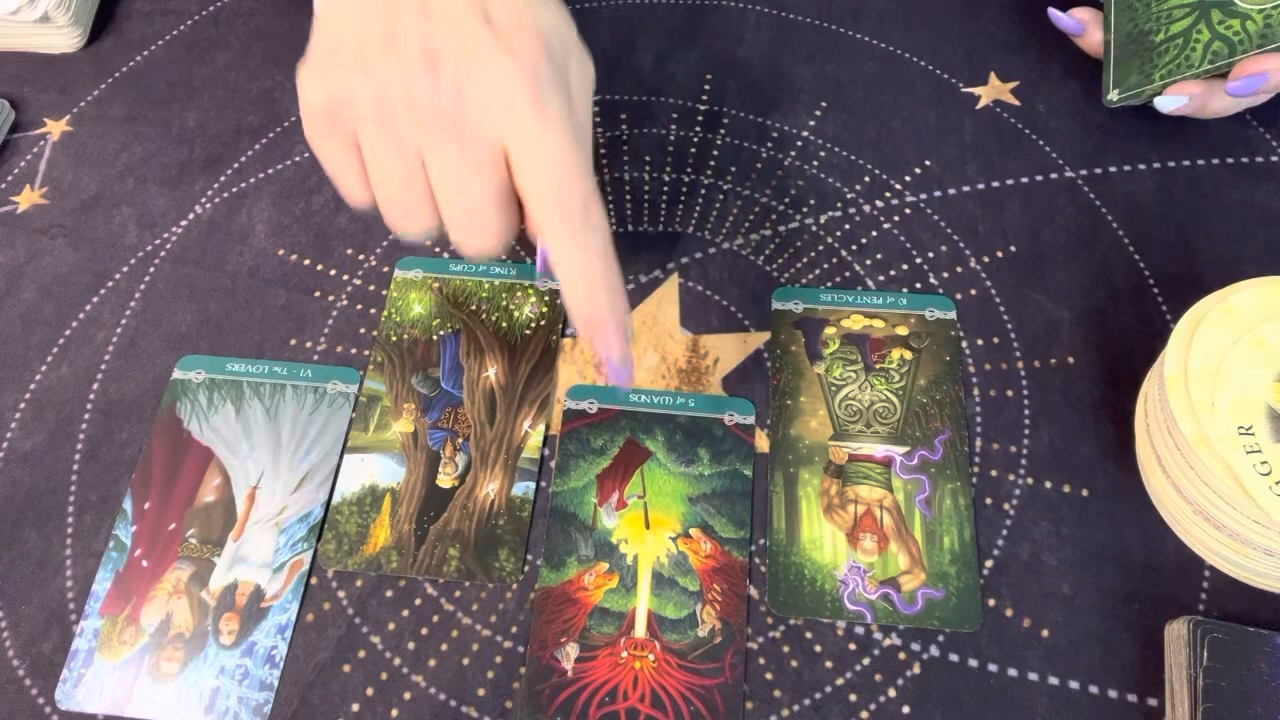 VI - The LOVERS
KING of CUPS
5 of WANDS
10 of PENTACLES
GER